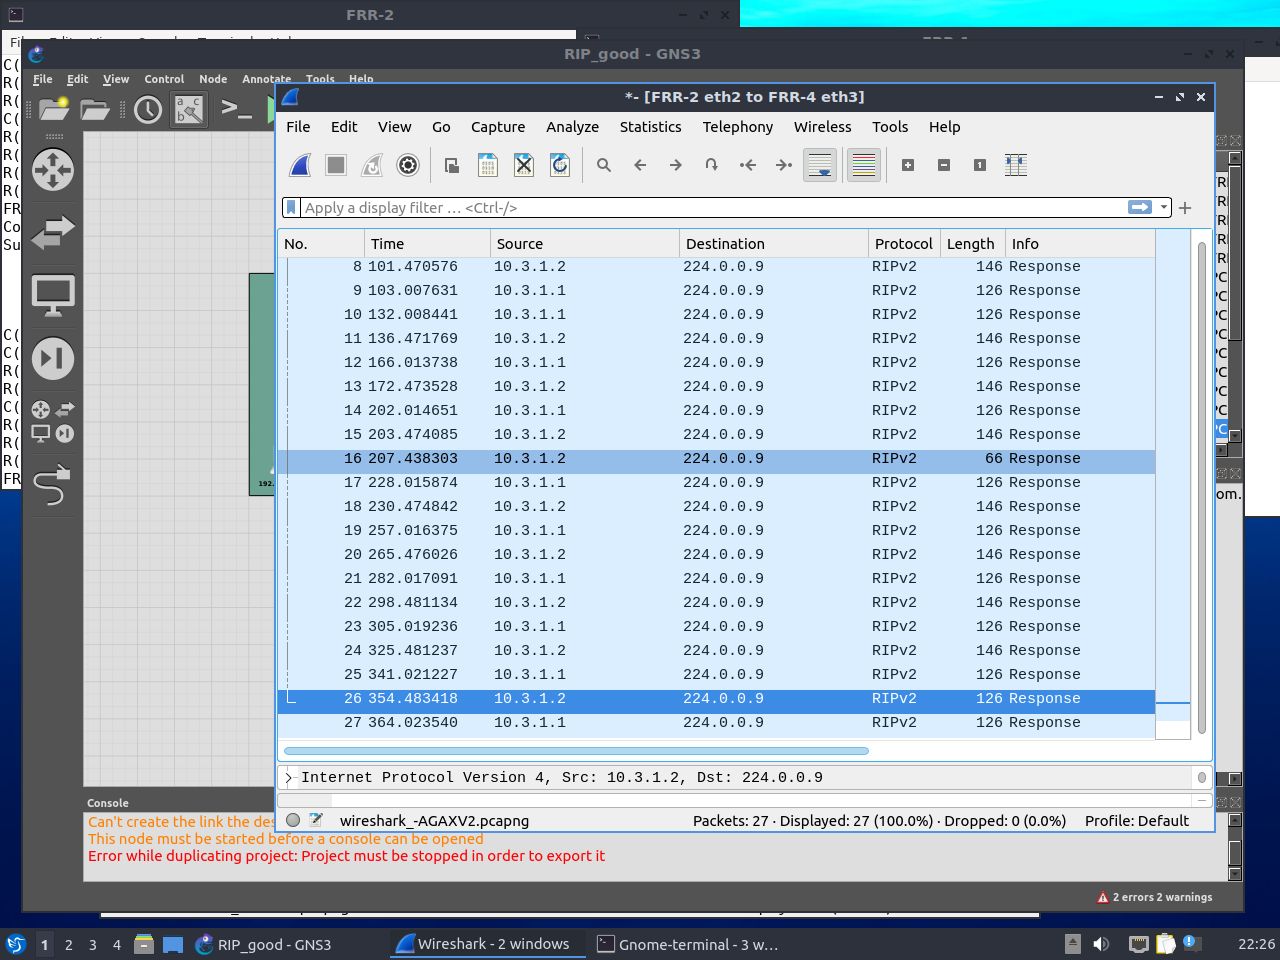 FRR-2
RIP_good - GNS3
File Edit View Control Node Annotate Tools Help
*- [FRR-2 eth2 to FRR-4 eth3]
File Edit View Go Capture Analyze Statistics Telephony Wireless Tools Help
Apply a display filter … <Ctrl-/>
No. Time Source Destination Protocol Length Info
8 101.470576 10.3.1.2 224.0.0.9 RIPv2 146 Response
9 103.007631 10.3.1.1 224.0.0.9 RIPv2 126 Response
10 132.008441 10.3.1.1 224.0.0.9 RIPv2 126 Response
11 136.471769 10.3.1.2 224.0.0.9 RIPv2 146 Response
12 166.013738 10.3.1.1 224.0.0.9 RIPv2 126 Response
13 172.473528 10.3.1.2 224.0.0.9 RIPv2 146 Response
14 202.014651 10.3.1.1 224.0.0.9 RIPv2 126 Response
15 203.474085 10.3.1.2 224.0.0.9 RIPv2 146 Response
16 207.438303 10.3.1.2 224.0.0.9 RIPv2 66 Response
17 228.015874 10.3.1.1 224.0.0.9 RIPv2 126 Response
18 230.474842 10.3.1.2 224.0.0.9 RIPv2 146 Response
19 257.016375 10.3.1.1 224.0.0.9 RIPv2 126 Response
20 265.476026 10.3.1.2 224.0.0.9 RIPv2 146 Response
21 282.017091 10.3.1.1 224.0.0.9 RIPv2 126 Response
22 298.481134 10.3.1.2 224.0.0.9 RIPv2 146 Response
23 305.019236 10.3.1.1 224.0.0.9 RIPv2 126 Response
24 325.481237 10.3.1.2 224.0.0.9 RIPv2 146 Response
25 341.021227 10.3.1.1 224.0.0.9 RIPv2 126 Response
26 354.483418 10.3.1.2 224.0.0.9 RIPv2 126 Response
27 364.023540 10.3.1.1 224.0.0.9 RIPv2 126 Response
Internet Protocol Version 4, Src: 10.3.1.2, Dst: 224.0.0.9
wireshark_-AGAXV2.pcapng Packets: 27 · Displayed: 27 (100.0%) · Dropped: 0 (0.0%) Profile: Default
Console
Can't create the link the des
This node must be started before a console can be opened
Error while duplicating project: Project must be stopped in order to export it
2 errors 2 warnings
1 2 3 4 RIP_good - GNS3 Wireshark - 2 windows Gnome-terminal - 3 w… 22:26